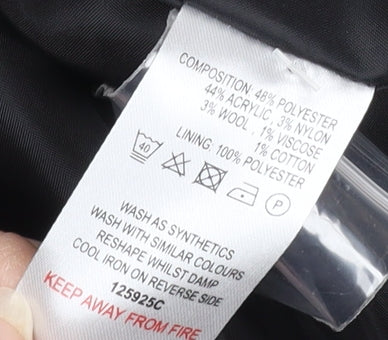 COMPOSITION: 48% POLYESTER
44% ACRYLIC, 3% NYLON
3% WOOL, 1% VISCOSE
1% COTTON
LINING: 100% POLYESTER
40
P
WASH AS SYNTHETICS
WASH WITH SIMILAR COLOURS
RESHAPE WHILST DAMP
COOL IRON ON REVERSE SIDE
125925C
KEEP AWAY FROM FIRE